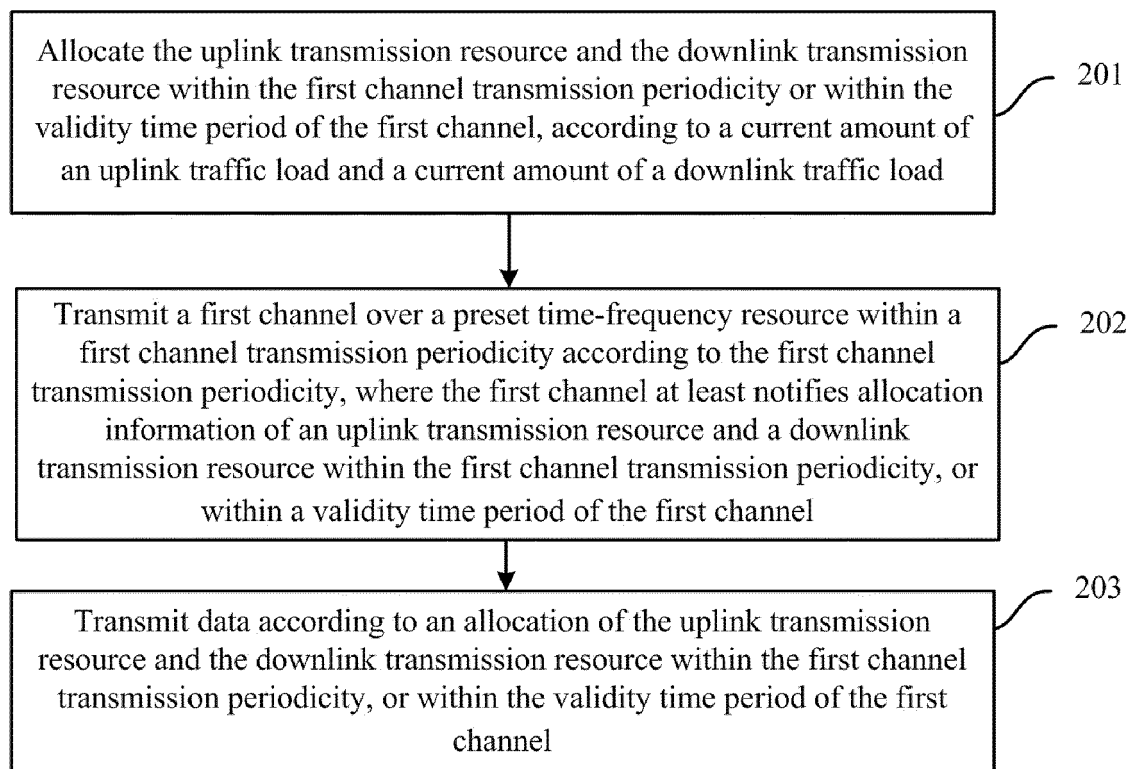 Allocate the uplink transmission resource and the downlink transmission
resource within the first channel transmission periodicity or within the
validity time period of the first channel, according to a current amount of
an uplink traffic load and a current amount of a downlink traffic load
201
Transmit a first channel over a preset time-frequency resource within a
first channel transmission periodicity according to the first channel
transmission periodicity, where the first channel at least notifies allocation
information of an uplink transmission resource and a downlink
transmission resource within the first channel transmission periodicity, or
within a validity time period of the first channel
202
Transmit data according to an allocation of the uplink transmission
resource and the downlink transmission resource within the first channel
transmission periodicity, or within the validity time period of the first
channel
203